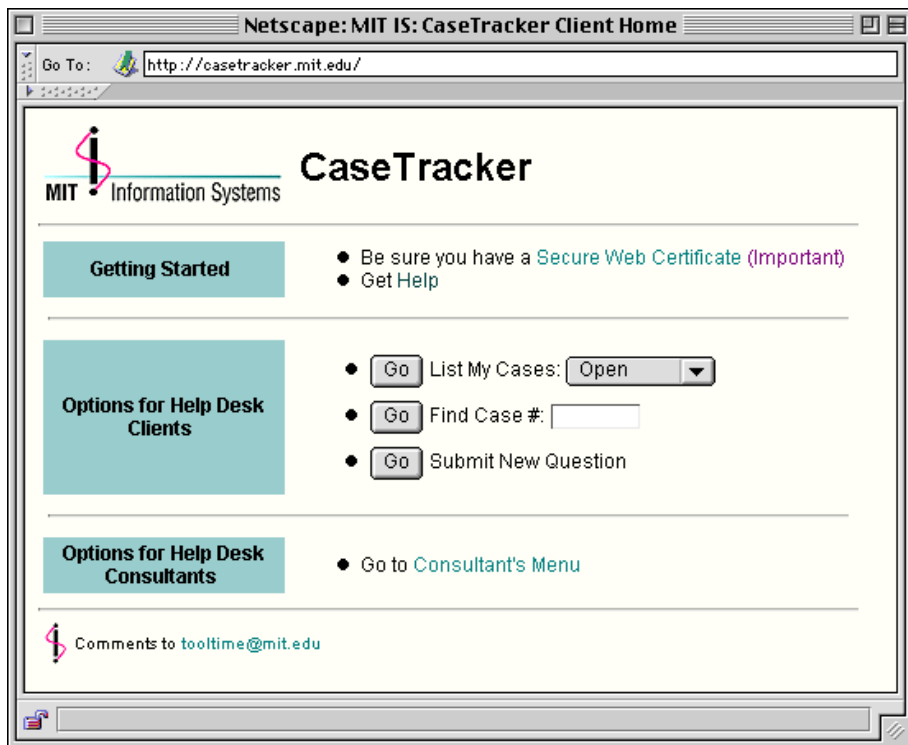 Netscape: MIT IS: CaseTracker Client Home
Go To: http://casetracker.mit.edu/
MIT Information Systems
CaseTracker
Getting Started
Be sure you have a Secure Web Certificate (Important)
Get Help
Options for Help Desk
Clients
Go List My Cases: Open
Go Find Case #:
Go Submit New Question
Options for Help Desk
Consultants
Go to Consultant's Menu
Comments to tooltime@mit.edu